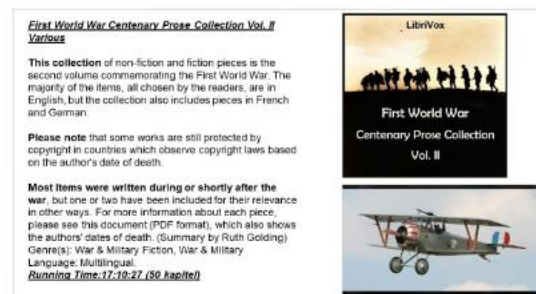 First World War Centenary Prose Collection Vol. II
Various
This collection of non-fiction and fiction pieces is the
second volume commemorating the First World War. The
majority of the items, all chosen by the readers, are in
English, but the collection also includes pieces in French
and German.
Please note that some works are still protected by
copyright in countries which observe copyright laws based
on the author's date of death.
Most items were written during or shortly after the
war, but one or two have been included for their relevance
in other ways. For more information about each piece,
please see this document (PDF format), which also shows
the authors' dates of death. (Summary by Ruth Golding)
Genre(s): War & Military Fiction, War & Military
Language: Multilingual.
Running Time:17:10:27 (50 kapitel)
LibriVox
First World War
Centenary Prose Collection
Vol. II